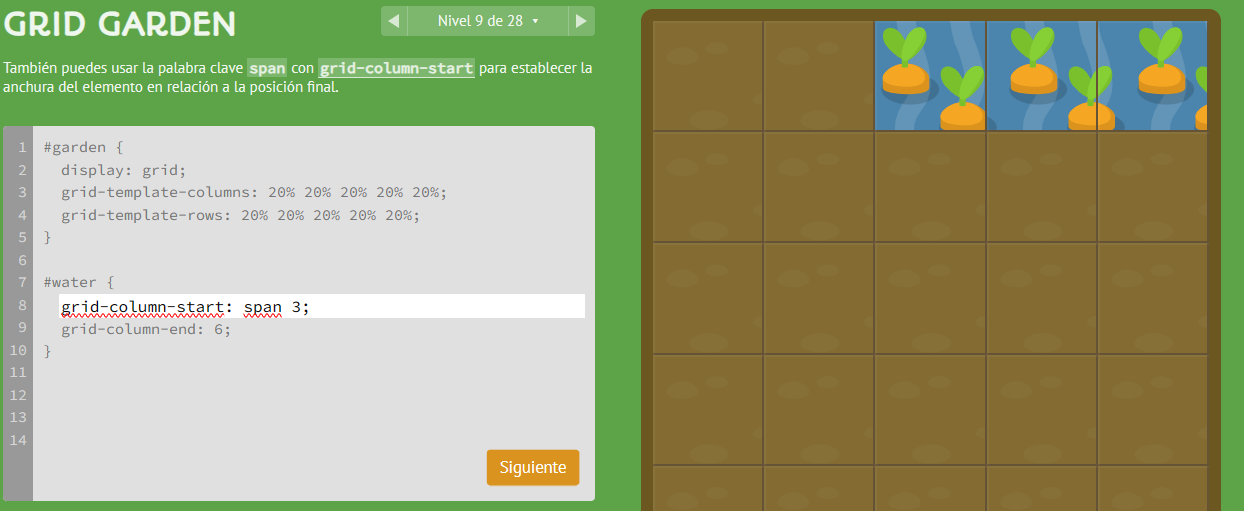 GRID GARDEN
Nivel 9 de 28
También puedes usar la palabra clave span con grid-column-start para establecer la
anchura del elemento en relación a la posición final.
1 #garden {
2 display: grid;
3 grid-template-columns: 20% 20% 20% 20% 20%;
4 grid-template-rows: 20% 20% 20% 20% 20%;
5 }
6
7 #water {
8 grid-column-start: span 3;
9 grid-column-end: 6;
10 }
11
12
13
14
Siguiente